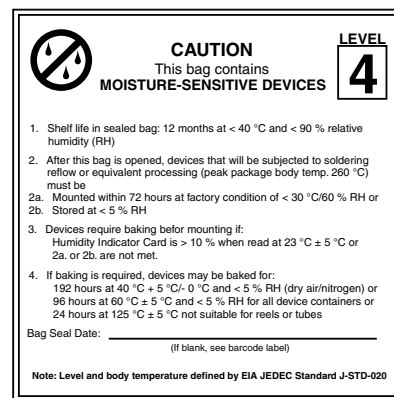 LEVEL
4
CAUTION
This bag contains
MOISTURE-SENSITIVE DEVICES
1. Shelf life in sealed bag: 12 months at < 40 °C and < 90 % relative
humidity (RH)
2. After this bag is opened, devices that will be subjected to soldering
reflow or equivalent processing (peak package body temp. 260 °C)
must be
2a. Mounted within 72 hours at factory condition of < 30 °C/60 % RH or
2b. Stored at < 5 % RH
3. Devices require baking befor mounting if:
Humidity Indicator Card is > 10 % when read at 23 °C ± 5 °C or
2a. or 2b. are not met.
4. If baking is required, devices may be baked for:
192 hours at 40 °C + 5 °C/- 0 °C and < 5 % RH (dry air/nitrogen) or
96 hours at 60 °C ± 5 °C and < 5 % RH for all device containers or
24 hours at 125 °C ± 5 °C not suitable for reels or tubes
Bag Seal Date:
(If blank, see barcode label)
Note: Level and body temperature defined by EIA JEDEC Standard J-STD-020